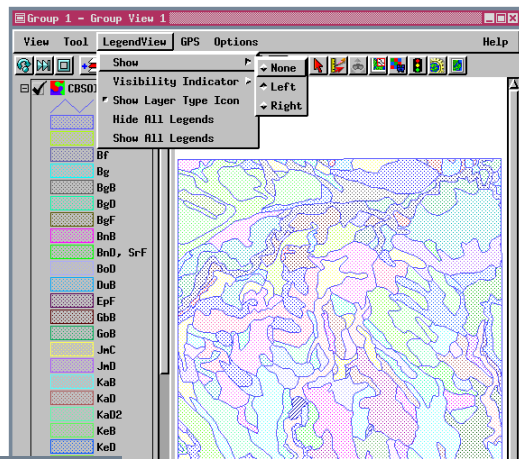 Group 1 - Group View 1
View Tool LegendView GPS Options Help
Show
Visibility Indicator
Show Layer Type Icon
Hide All Legends
Show All Legends
None
Left
Right
Bf
Bg
BgB
BgD
BgF
BnB
BnD, SrF
BoD
DuB
EpF
GbB
GoB
JmC
JmD
KaB
KaD
KaD2
KeB
KeD